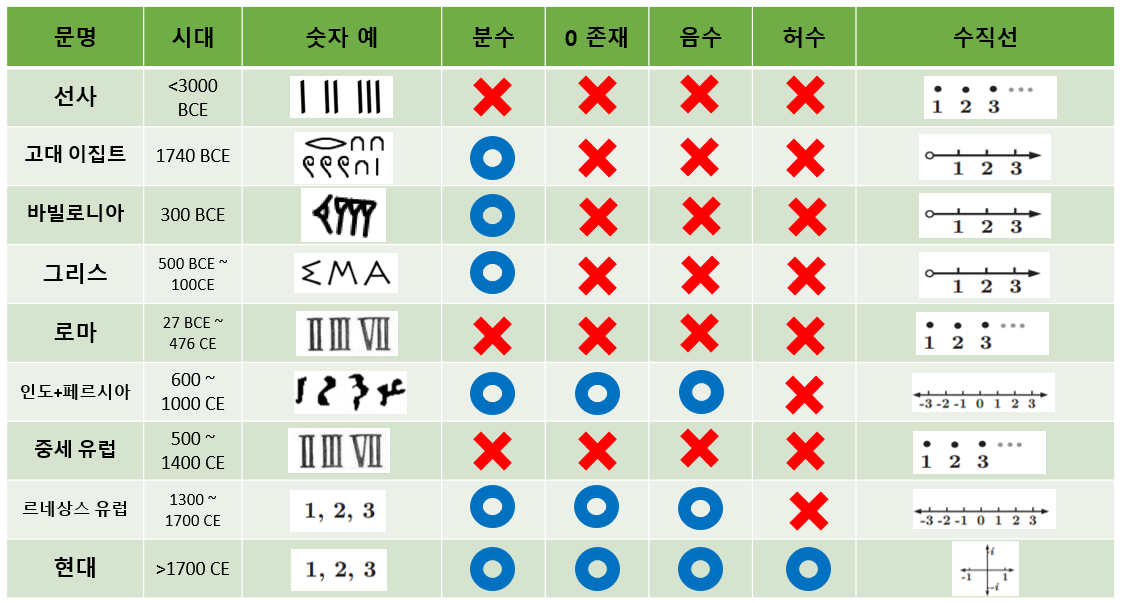 문명 시대 숫자 예 분수 0 존재 음수 허수 수직선
선사 <3000 BCE 1 2 3
고대 이집트 1740 BCE 1 2 3
바빌로니아 300 BCE 1 2 3
그리스 500 BCE ~ 100CE ΣΜΑ 1 2 3
로마 27 BCE ~ 476 CE II III VII 1 2 3
인도+페르시아 600 ~ 1000 CE -3 -2 -1 0 1 2 3
중세 유럽 500 ~ 1400 CE II III VII 1 2 3
르네상스 유럽 1300 ~ 1700 CE 1, 2, 3 -3 -2 -1 0 1 2 3
현대 >1700 CE 1, 2, 3 i -1 1 -i